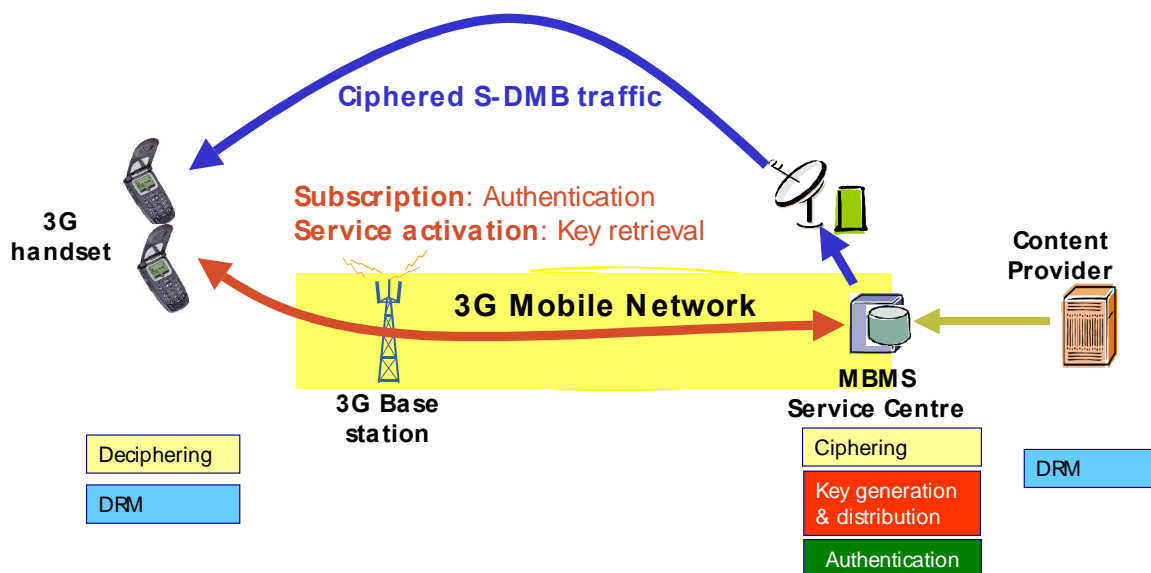 Ciphered S-DMB traffic
Subscription: Authentication
Service activation: Key retrieval
3G
handset
Content
Provider
3G Mobile Network
MBMS
Service Centre
3G Base
station
Deciphering
DRM
Ciphering
Key generation
& distribution
Authentication
DRM